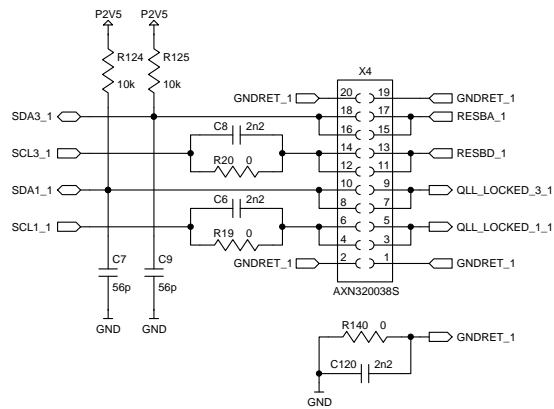 P2V5 P2V5
R124 R125 X4
10k 10k 20 19
GNDRET_1 GNDRET_1
SDA3_1 18 17 RESBA_1
C8 2n2 16 15
SCL3_1 14 13 RESBD_1
R20 0 12 11
SDA1_1 10 9 QLL_LOCKED_3_1
C6 2n2 8 7
SCL1_1 6 5 QLL_LOCKED_1_1
R19 0 4 3
C7 C9 GNDRET_1 2 1 GNDRET_1
56p 56p AXN320038S
GND GND
R140 0 GNDRET_1
C120 2n2
GND